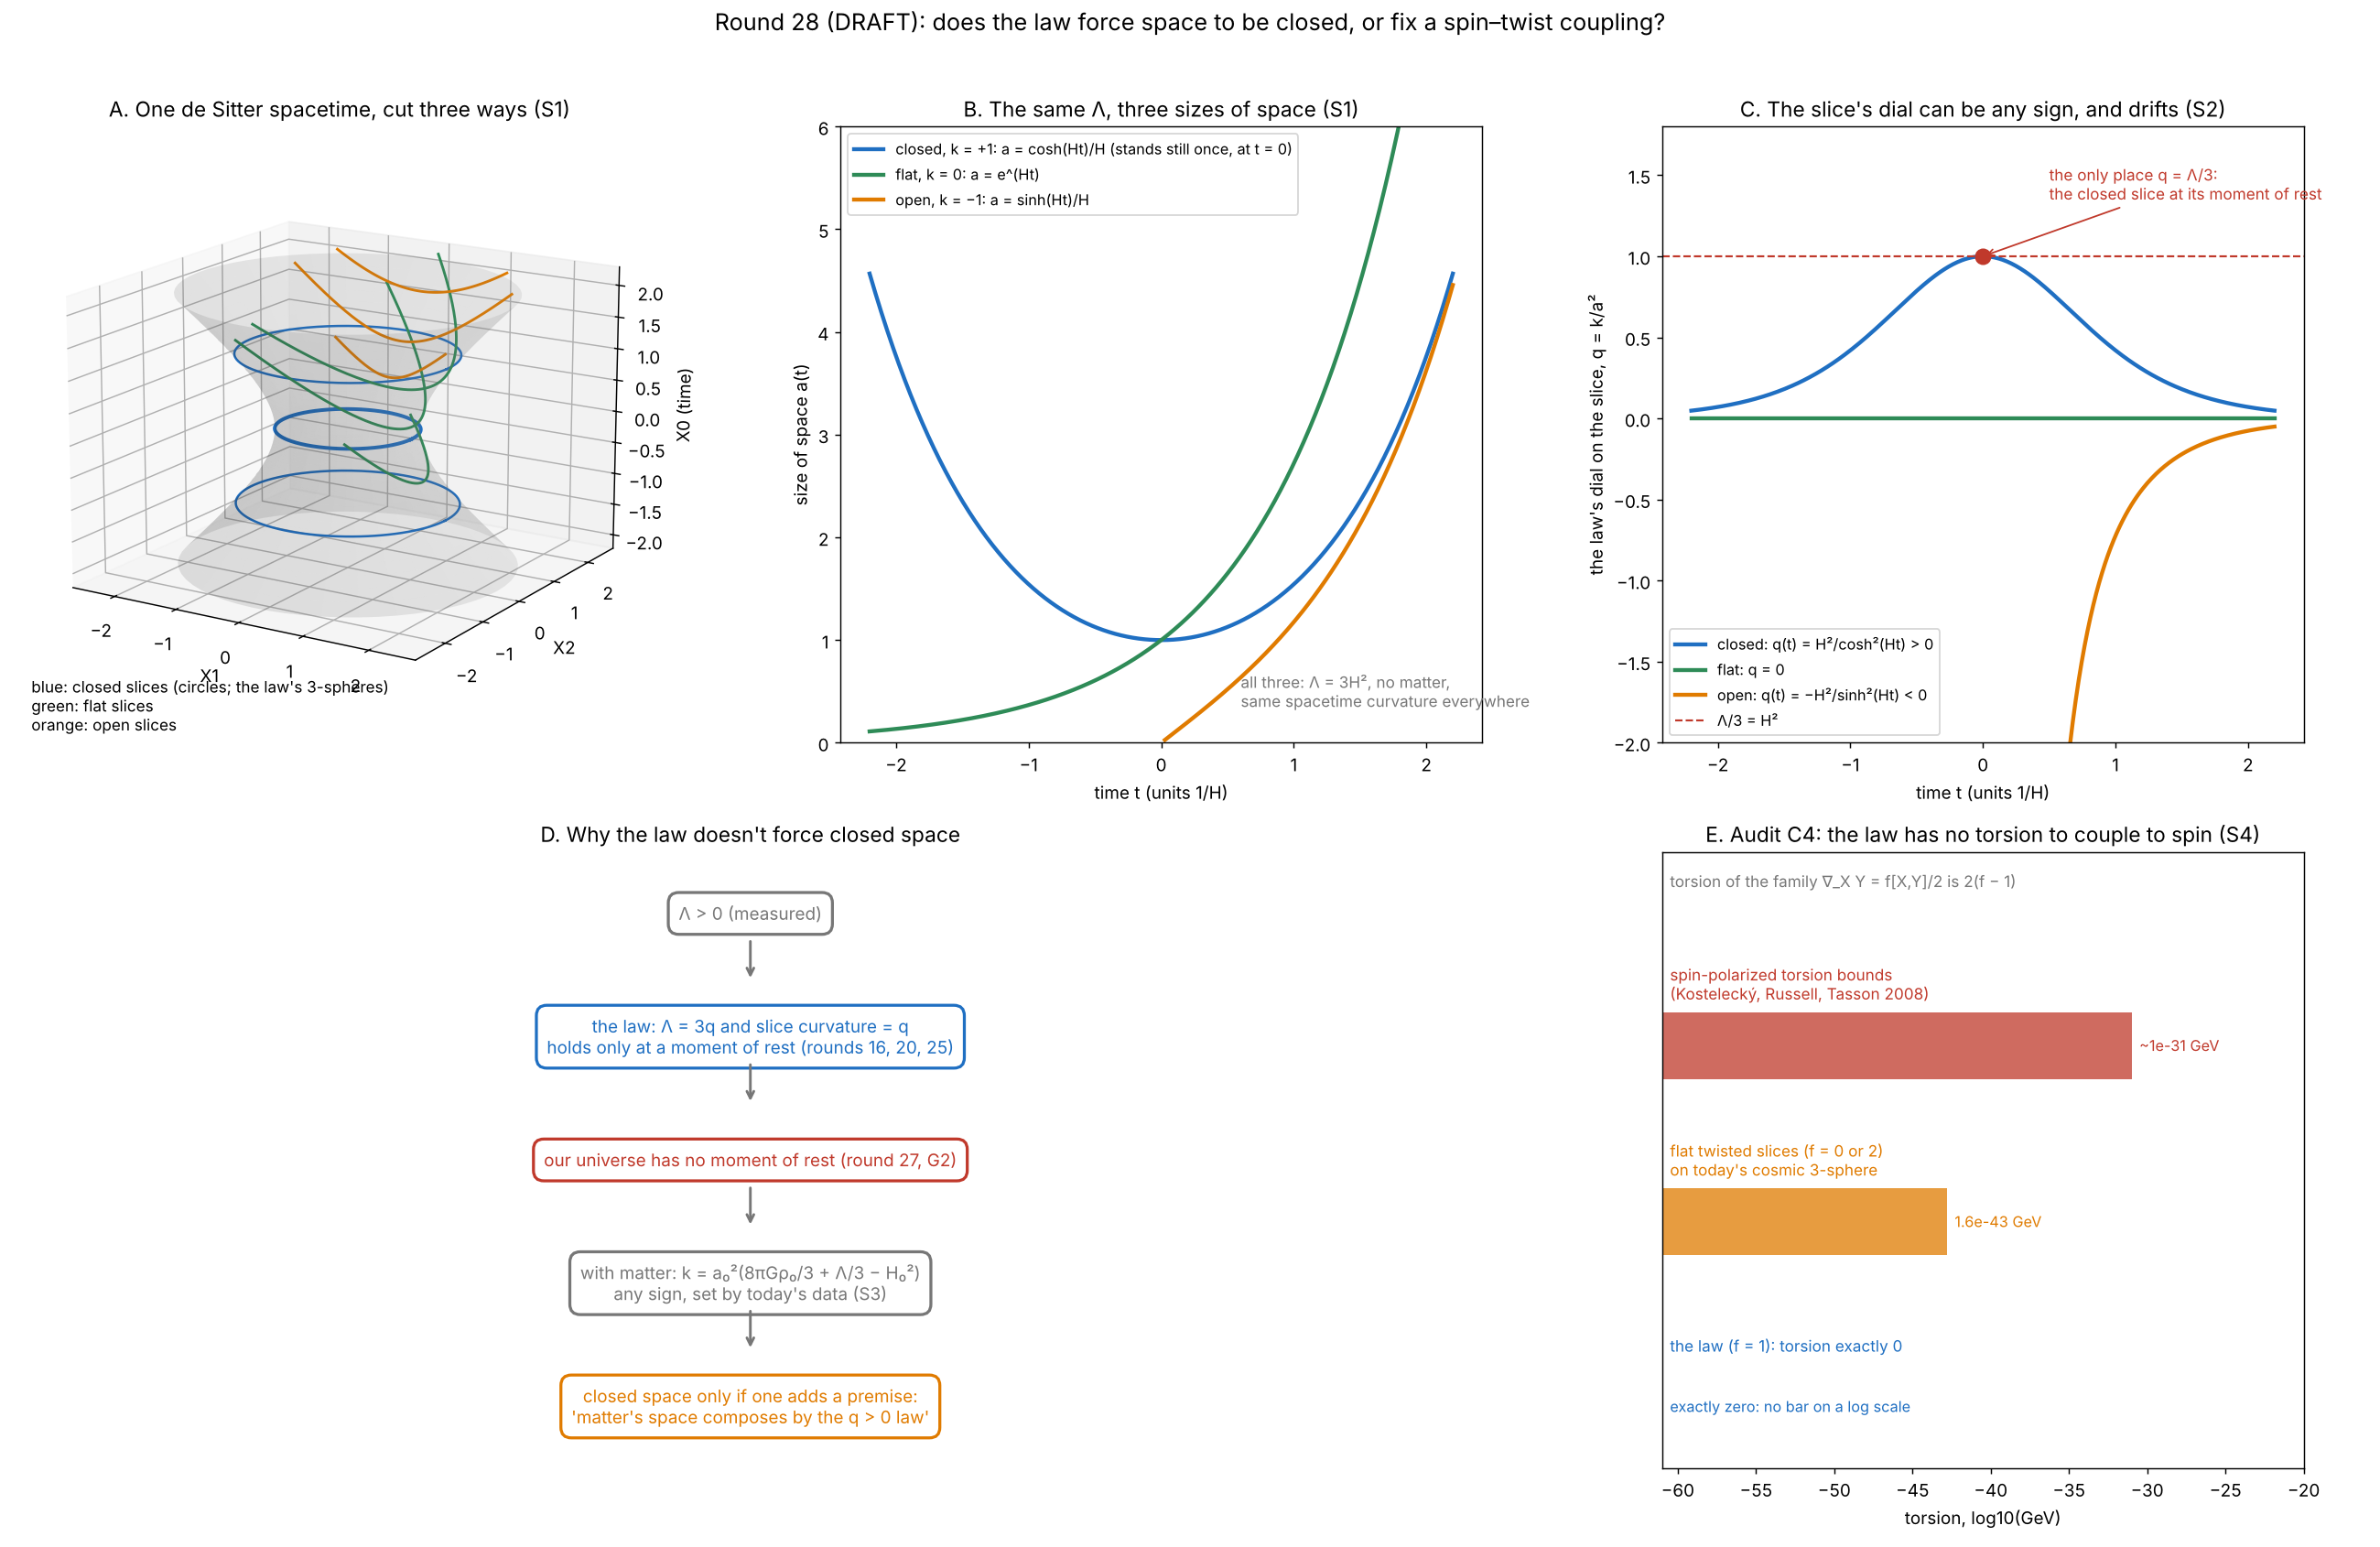 Round 28 (DRAFT): does the law force space to be closed, or fix a spin–twist coupling?
A. One de Sitter spacetime, cut three ways (S1)
2.0
1.5
1.0
0.5
0.0
−0.5
−1.0
−1.5
−2.0
X0 (time)
−2
−1
0
1
2
X1
−2
−1
0
1
2
X2
blue: closed slices (circles; the law's 3-spheres)
green: flat slices
orange: open slices
B. The same Λ, three sizes of space (S1)
closed, k = +1: a = cosh(Ht)/H (stands still once, at t = 0)
flat, k = 0: a = e^(Ht)
open, k = −1: a = sinh(Ht)/H
all three: Λ = 3H², no matter,
same spacetime curvature everywhere
size of space a(t)
6
5
4
3
2
1
0
−2
−1
0
1
2
time t (units 1/H)
C. The slice's dial can be any sign, and drifts (S2)
the only place q = Λ/3:
the closed slice at its moment of rest
the law's dial on the slice, q = k/a²
1.5
1.0
0.5
0.0
−0.5
−1.0
−1.5
−2.0
closed: q(t) = H²/cosh²(Ht) > 0
flat: q = 0
open: q(t) = −H²/sinh²(Ht) < 0
Λ/3 = H²
−2
−1
0
1
2
time t (units 1/H)
D. Why the law doesn't force closed space
Λ > 0 (measured)
the law: Λ = 3q and slice curvature = q
holds only at a moment of rest (rounds 16, 20, 25)
our universe has no moment of rest (round 27, G2)
with matter: k = a₀²(8πGρ₀/3 + Λ/3 − H₀²)
any sign, set by today's data (S3)
closed space only if one adds a premise:
'matter's space composes by the q > 0 law'
E. Audit C4: the law has no torsion to couple to spin (S4)
torsion of the family ∇_X Y = f[X,Y]/2 is 2(f − 1)
spin-polarized torsion bounds
(Kostelecký, Russell, Tasson 2008)
~1e-31 GeV
flat twisted slices (f = 0 or 2)
on today's cosmic 3-sphere
1.6e-43 GeV
the law (f = 1): torsion exactly 0
exactly zero: no bar on a log scale
−60
−55
−50
−45
−40
−35
−30
−25
−20
torsion, log10(GeV)